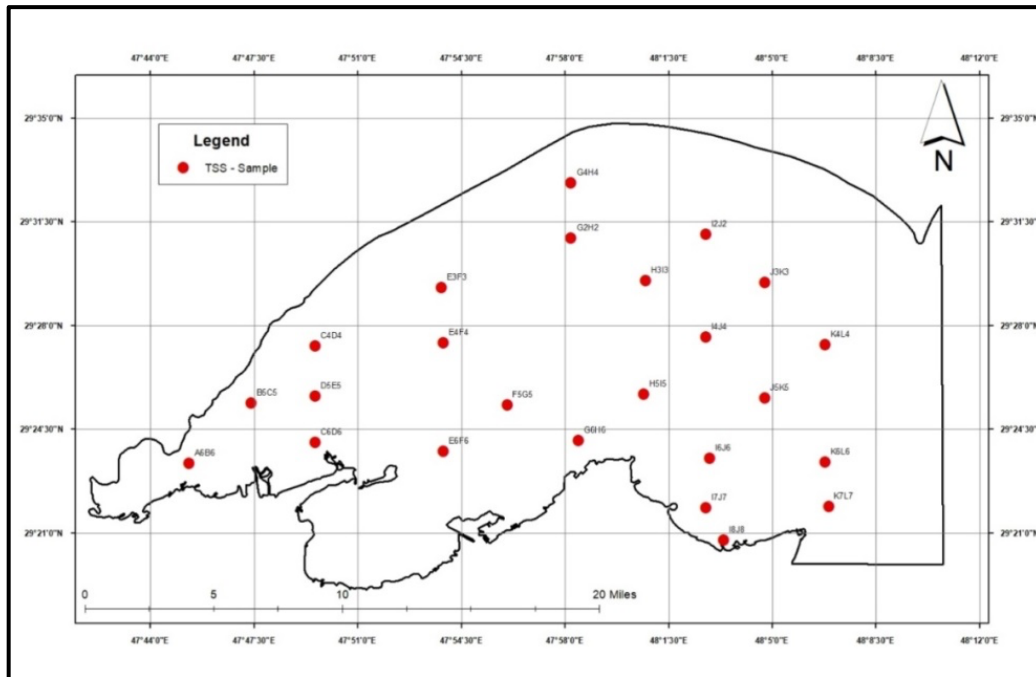 47°44'0"E 47°47'30"E 47°51'0"E 47°54'30"E 47°58'0"E 48°1'30"E 48°5'0"E 48°8'30"E 48°12'0"E
29°35'0"N 29°35'0"N
Legend
TSS - Sample
N
G4H4
29°31'30"N 29°31'30"N
I2J2
G2H2
H3I3
J3K3
E3F3
29°28'0"N 29°28'0"N
I4J4
C4D4
E4F4
K4L4
D5E5
H5I5
J5K5
B5C5
F5G5
29°24'30"N 29°24'30"N
C6D6
G6H6
E6F6
I6J6
A6B6
K6L6
I7J7
K7L7
29°21'0"N 29°21'0"N
I8J8
0 5 10 20 Miles
47°44'0"E 47°47'30"E 47°51'0"E 47°54'30"E 47°58'0"E 48°1'30"E 48°5'0"E 48°8'30"E 48°12'0"E